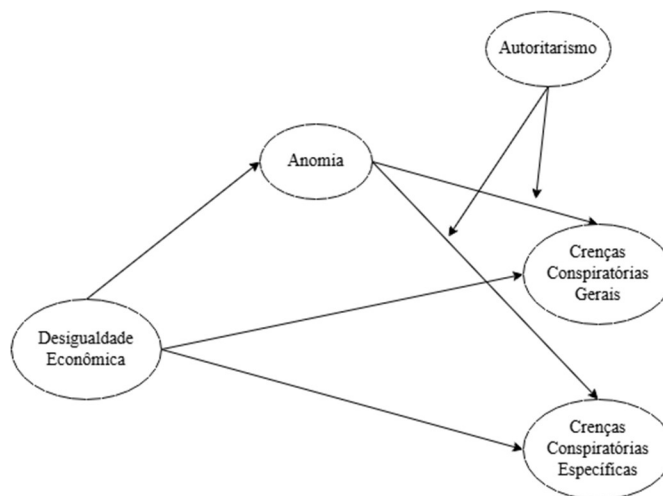 Autoritarismo
Anomia
Crenças
Conspiratórias
Gerais
Desigualdade
Econômica
Crenças
Conspiratórias
Específicas